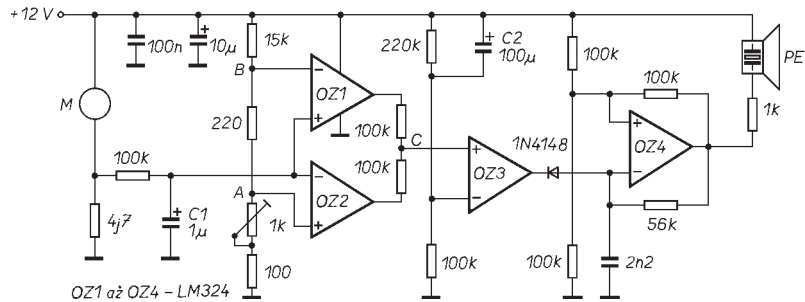 +12 V
100n
10µ
15k
220k
C2
100µ
100k
PE
B
OZ1
M
220
100k
C
100k
1N4148
100k
OZ4
1k
100k
OZ3
A
OZ2
4j7
C1
1µ
1k
56k
100
100k
100k
2n2
OZ1 až OZ4 – LM324